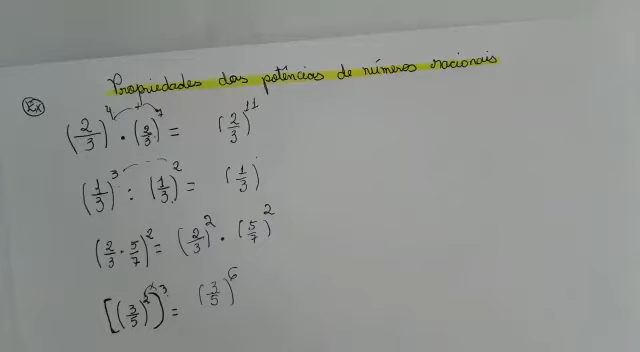 Propriedades das potências de números racionais
Ex
(2/3)⁴ · (2/3)⁷ = (2/3)¹¹
(1/3)³ : (1/3)² = (1/3)
(2/3 · 5/7)² = (2/3)² · (5/7)²
[(3/5)²]³ = (3/5)⁶